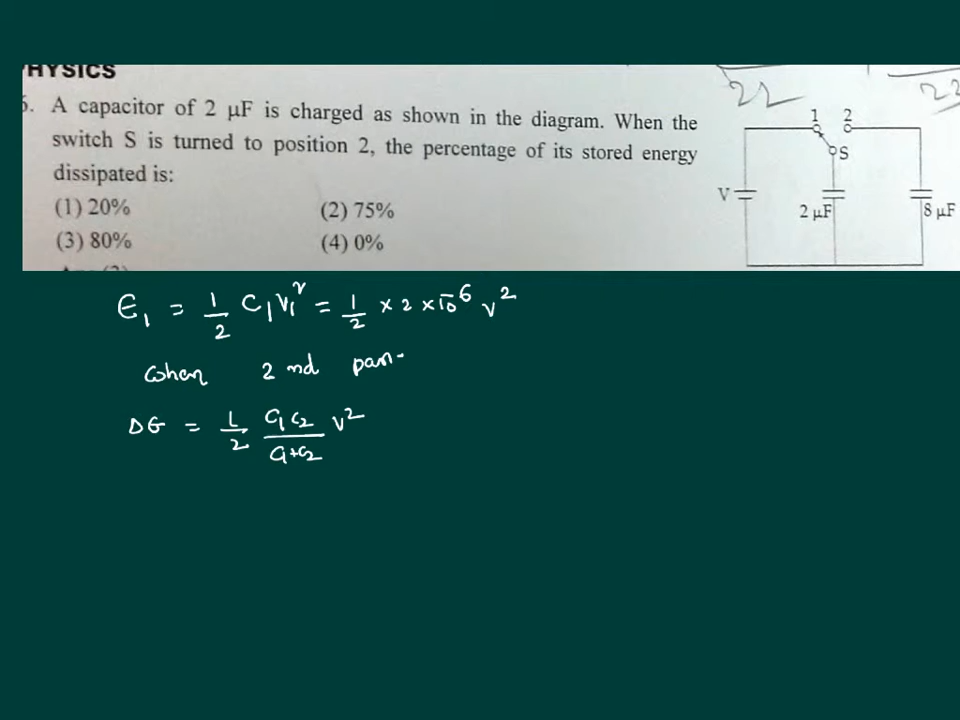 HYSICS
22
6. A capacitor of 2 μF is charged as shown in the diagram. When the
switch S is turned to position 2, the percentage of its stored energy
dissipated is:
(1) 20%
(2) 75%
(3) 80%
(4) 0%
1 2
S
V
2 μF
8 μF
E₁ = 1/2 C₁V₁² = 1/2 × 2 × 10⁻⁶ V²
When 2 nd
ΔE = 1/2 C₁C₂/C₁+C₂ V²